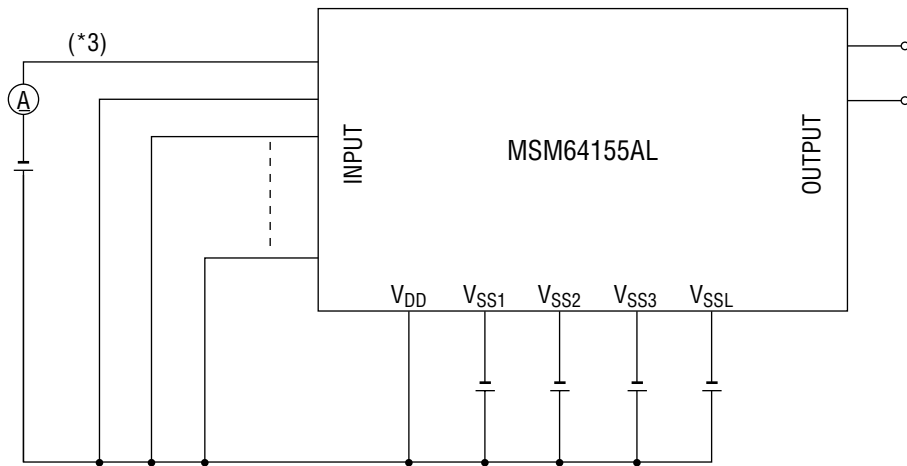 (*3)
A
INPUT
MSM64155AL
OUTPUT
VDD VSS1 VSS2 VSS3 VSSL